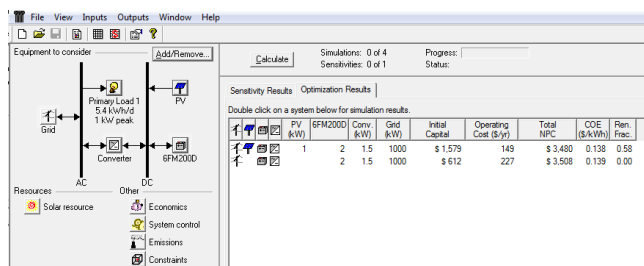 File View Inputs Outputs Window Help
Equipment to consider
Add/Remove...
Calculate
Simulations: 0 of 4
Progress:
Sensitivities: 0 of 1
Status:
Primary Load 1
5.4 kWh/d
1 kW peak
PV
Grid
Converter
6FM200D
AC
DC
Resources
Other
Solar resource
Economics
System control
Emissions
Constraints
Sensitivity Results
Optimization Results
Double click on a system below for simulation results.
PV (kW) 6FM200D Conv. (kW) Grid (kW) Initial Capital Operating Cost ($/yr) Total NPC COE ($/kWh) Ren. Frac.
1 2 1.5 1000 $ 1,579 149 $ 3,480 0.138 0.58
2 1.5 1000 $ 612 227 $ 3,508 0.139 0.00